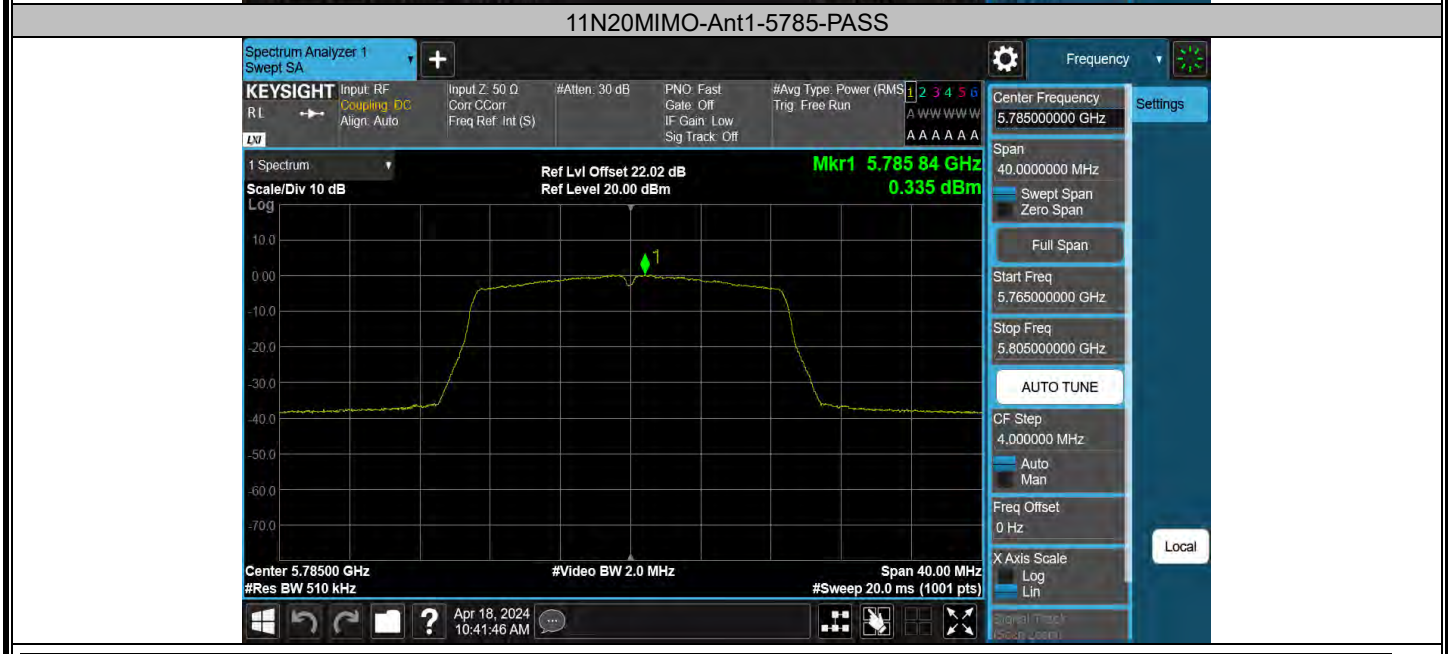 11N20MIMO-Ant1-5785-PASS
Spectrum Analyzer 1
Swept SA
+
Frequency
KEYSIGHT
RL
LXI
Input: RF
Coupling: DC
Align: Auto
Input Z: 50 Ω
Corr CCorr
Freq Ref: Int (S)
#Atten: 30 dB
PNO: Fast
Gate: Off
IF Gain: Low
Sig Track: Off
#Avg Type: Power (RMS
Trig: Free Run
1 2 3 4 5 6
A W W W W W
A A A A A A
Center Frequency
5.785000000 GHz
Settings
1 Spectrum
Scale/Div 10 dB
Log
Ref Lvl Offset 22.02 dB
Ref Level 20.00 dBm
Mkr1 5.785 84 GHz
0.335 dBm
Span
40.0000000 MHz
Swept Span
Zero Span
Full Span
Start Freq
5.765000000 GHz
Stop Freq
5.805000000 GHz
AUTO TUNE
CF Step
4.000000 MHz
Auto
Man
Freq Offset
0 Hz
X Axis Scale
Log
Lin
Signal Track
(Span Zoom)
Local
10.0
0.00
-10.0
-20.0
-30.0
-40.0
-50.0
-60.0
-70.0
1
Center 5.78500 GHz
#Res BW 510 kHz
#Video BW 2.0 MHz
Span 40.00 MHz
#Sweep 20.0 ms (1001 pts)
?
Apr 18, 2024
10:41:46 AM